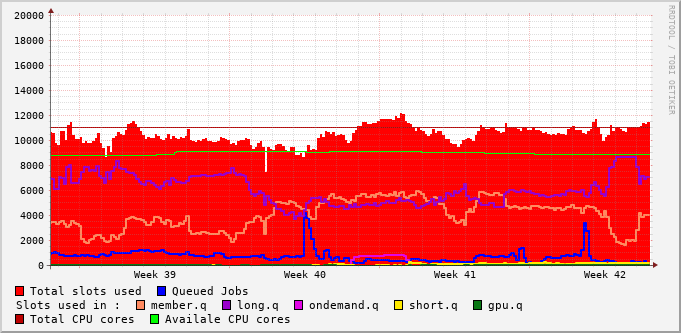 20000
18000
16000
14000
12000
10000
8000
6000
4000
2000
0
Week 39 Week 40 Week 41 Week 42
RRDTOOL / TOBI OETIKER
Total slots used Queued Jobs
Slots used in : member.q long.q ondemand.q short.q gpu.q
Total CPU cores Availale CPU cores